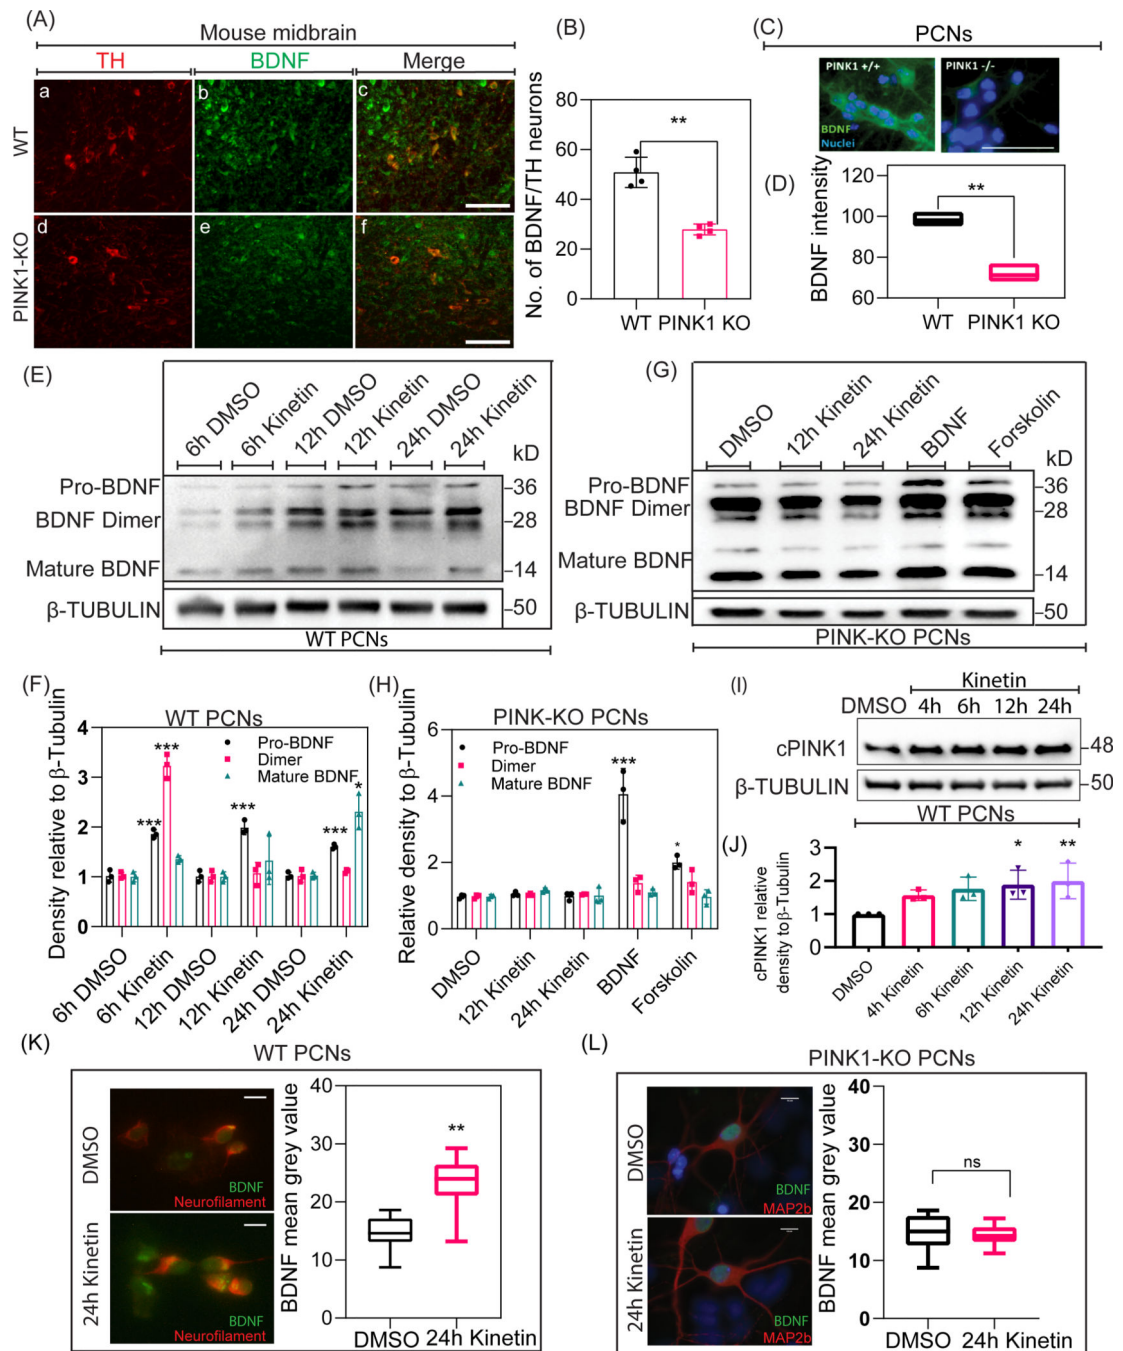 (A)
Mouse midbrain
TH
BDNF
Merge
WT
PINK1-KO
a
b
c
d
e
f
(B)
No. of BDNF/TH neurons
80
60
40
20
0
**
WT
PINK1 KO
(C)
PCNs
PINK1 +/+
PINK1 -/-
BDNF
Nuclei
(D)
BDNF intensity
120
100
80
60
**
WT
PINK1 KO
(E)
6h DMSO
6h Kinetin
12h DMSO
12h Kinetin
24h DMSO
24h Kinetin
kD
Pro-BDNF
-36
BDNF Dimer
-28
Mature BDNF
-14
β-TUBULIN
-50
WT PCNs
(G)
DMSO
12h Kinetin
24h Kinetin
BDNF
Forskolin
kD
Pro-BDNF
-36
BDNF Dimer
-28
Mature BDNF
-14
β-TUBULIN
-50
PINK-KO PCNs
(F)
WT PCNs
Density relative to β-Tubulin
4
3
2
1
0
Pro-BDNF
Dimer
Mature BDNF
***
***
***
***
*
6h DMSO
6h Kinetin
12h DMSO
12h Kinetin
24h DMSO
24h Kinetin
(H)
PINK-KO PCNs
Relative density to β-Tubulin
6
4
2
0
Pro-BDNF
Dimer
Mature BDNF
***
*
DMSO
12h Kinetin
24h Kinetin
BDNF
Forskolin
(I)
Kinetin
DMSO 4h 6h 12h 24h
cPINK1
-48
β-TUBULIN
-50
WT PCNs
(J)
cPINK1 relative
density to β-Tubulin
3
2
1
0
*
**
DMSO
4h Kinetin
6h Kinetin
12h Kinetin
24h Kinetin
(K)
WT PCNs
DMSO
24h Kinetin
BDNF
Neurofilament
BDNF
Neurofilament
BDNF mean grey value
40
30
20
10
0
**
DMSO
24h Kinetin
(L)
PINK1-KO PCNs
DMSO
24h Kinetin
BDNF
MAP2b
BDNF
MAP2b
BDNF mean grey value
40
30
20
10
0
ns
DMSO
24h Kinetin